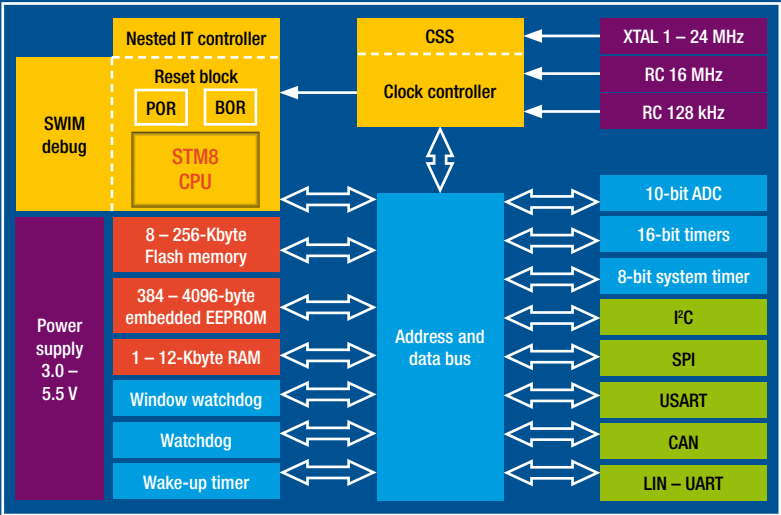 Nested IT controller
Reset block
POR
BOR
STM8
CPU
SWIM
debug
CSS
Clock controller
XTAL 1 – 24 MHz
RC 16 MHz
RC 128 kHz
Power
supply
3.0 –
5.5 V
8 – 256-Kbyte
Flash memory
384 – 4096-byte
embedded EEPROM
1 – 12-Kbyte RAM
Window watchdog
Watchdog
Wake-up timer
Address and
data bus
10-bit ADC
16-bit timers
8-bit system timer
I²C
SPI
USART
CAN
LIN – UART